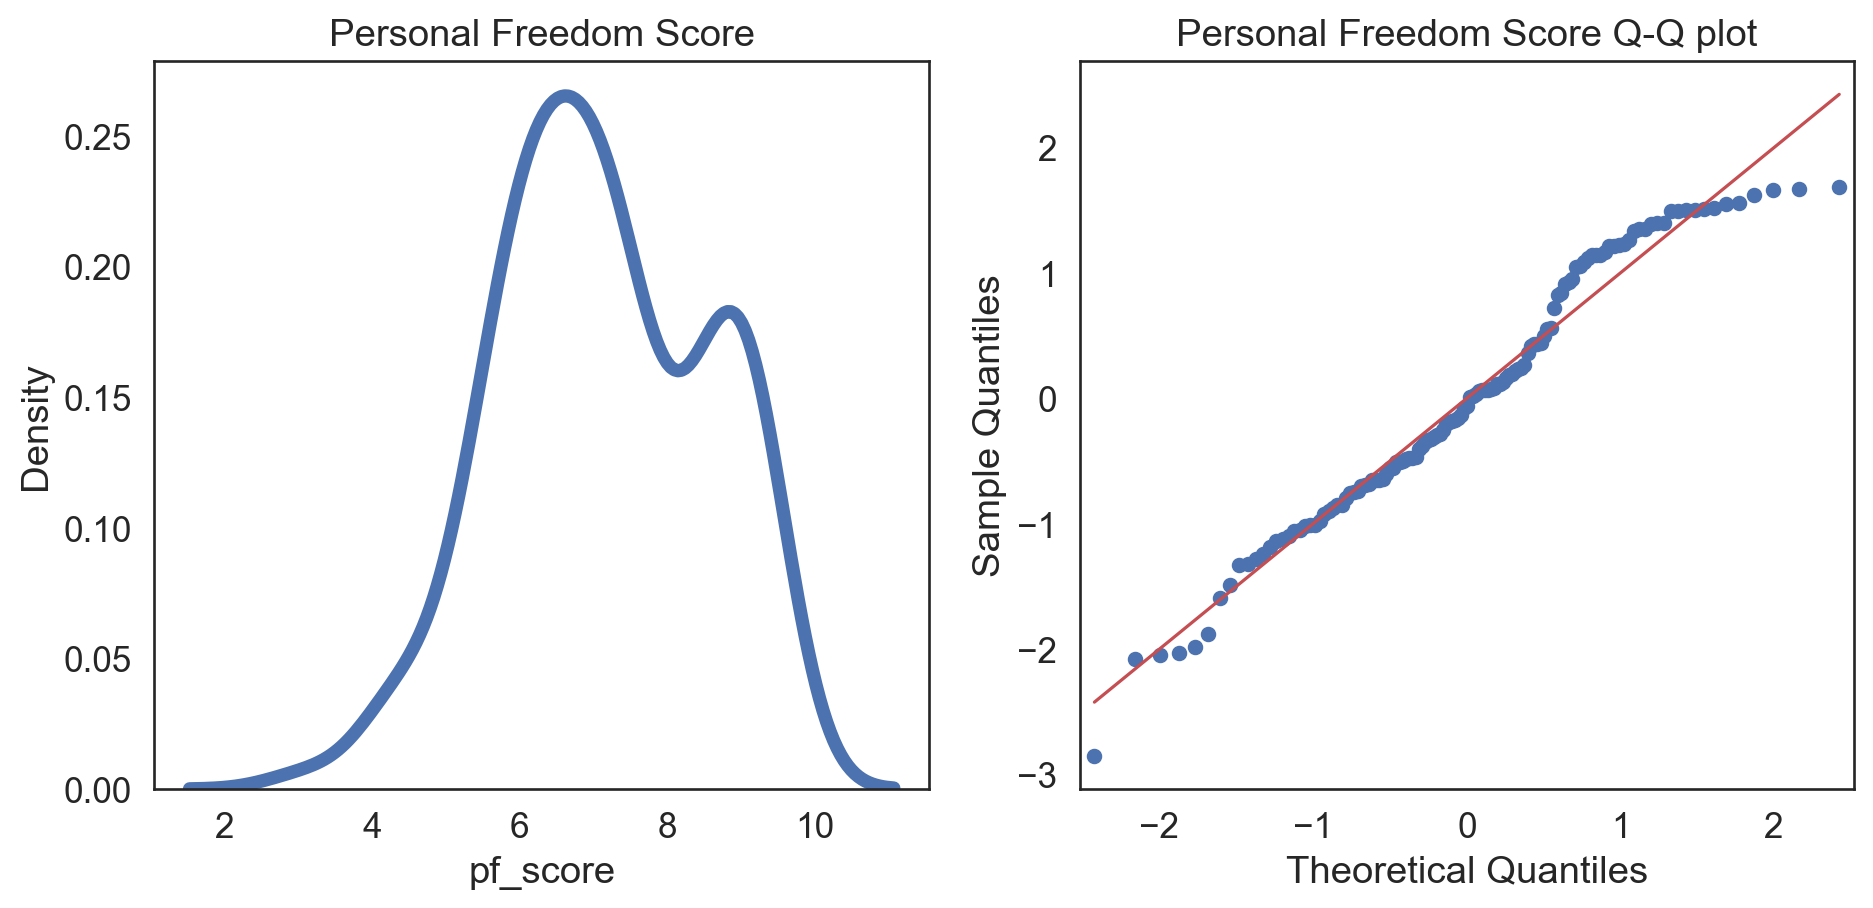 Personal Freedom Score
0.25
0.20
0.15
0.10
0.05
0.00
Density
2 4 6 8 10
pf_score
Personal Freedom Score Q-Q plot
2
1
0
−1
−2
−3
Sample Quantiles
−2 −1 0 1 2
Theoretical Quantiles